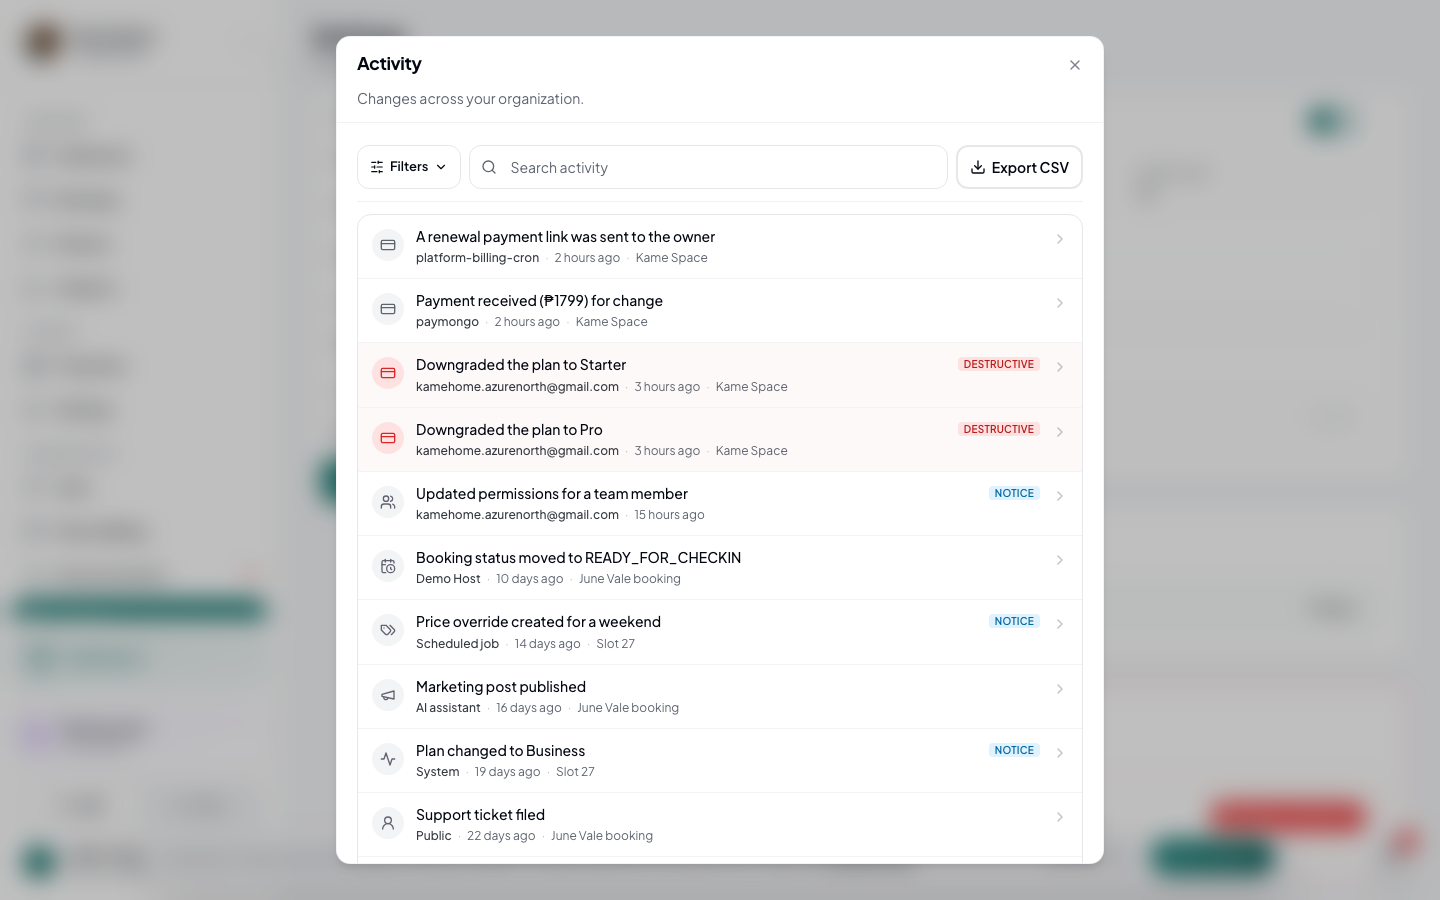 Activity
Changes across your organization.
Filters
Search activity
Export CSV
A renewal payment link was sent to the owner
platform-billing-cron · 2 hours ago · Kame Space
Payment received (₱1799) for change
paymongo · 2 hours ago · Kame Space
Downgraded the plan to Starter
DESTRUCTIVE
kamehome.azurenorth@gmail.com · 3 hours ago · Kame Space
Downgraded the plan to Pro
DESTRUCTIVE
kamehome.azurenorth@gmail.com · 3 hours ago · Kame Space
Updated permissions for a team member
NOTICE
kamehome.azurenorth@gmail.com · 15 hours ago
Booking status moved to READY_FOR_CHECKIN
Demo Host · 10 days ago · June Vale booking
Price override created for a weekend
NOTICE
Scheduled job · 14 days ago · Slot 27
Marketing post published
AI assistant · 16 days ago · June Vale booking
Plan changed to Business
NOTICE
System · 19 days ago · Slot 27
Support ticket filed
Public · 22 days ago · June Vale booking